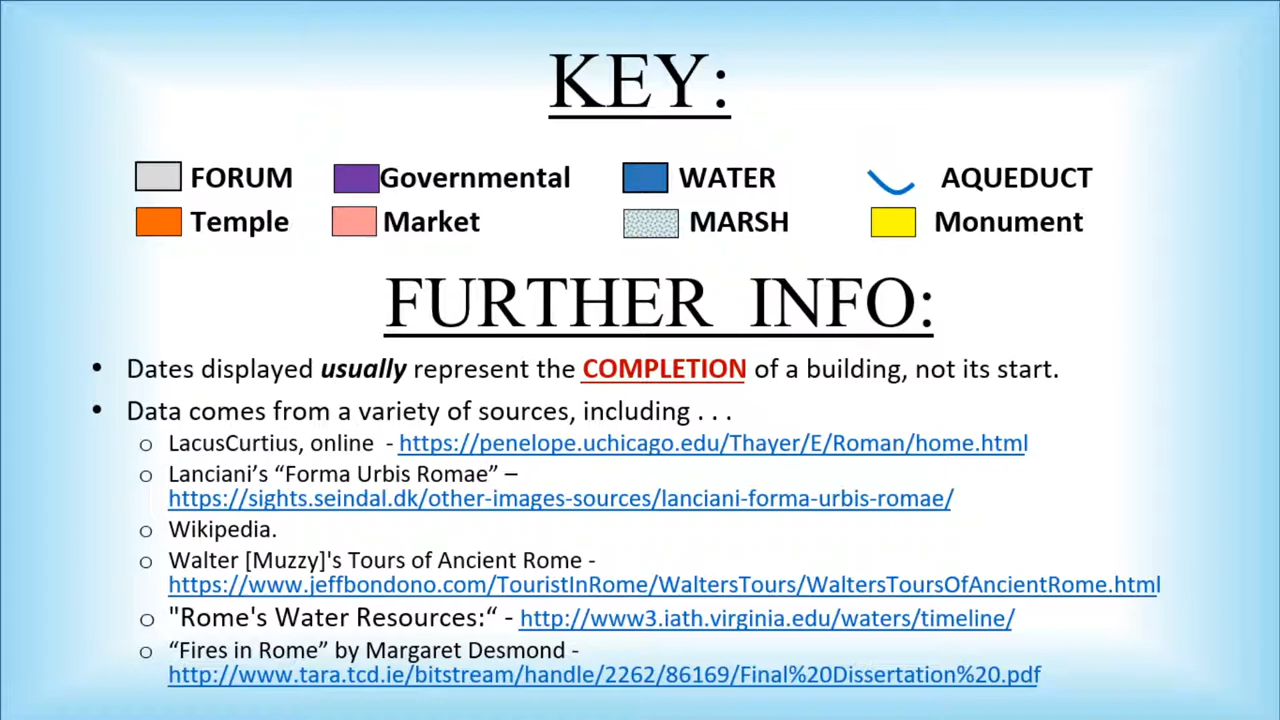 KEY:
FORUM Governmental WATER AQUEDUCT
Temple Market MARSH Monument
FURTHER INFO:
• Dates displayed usually represent the COMPLETION of a building, not its start.
• Data comes from a variety of sources, including . . .
o LacusCurtius, online - https://penelope.uchicago.edu/Thayer/E/Roman/home.html
o Lanciani’s “Forma Urbis Romae” –
https://sights.seindal.dk/other-images-sources/lanciani-forma-urbis-romae/
o Wikipedia.
o Walter [Muzzy]'s Tours of Ancient Rome -
https://www.jeffbondono.com/TouristInRome/WaltersTours/WaltersToursOfAncientRome.html
o "Rome's Water Resources:“ - http://www3.iath.virginia.edu/waters/timeline/
o “Fires in Rome” by Margaret Desmond -
http://www.tara.tcd.ie/bitstream/handle/2262/86169/Final%20Dissertation%20.pdf